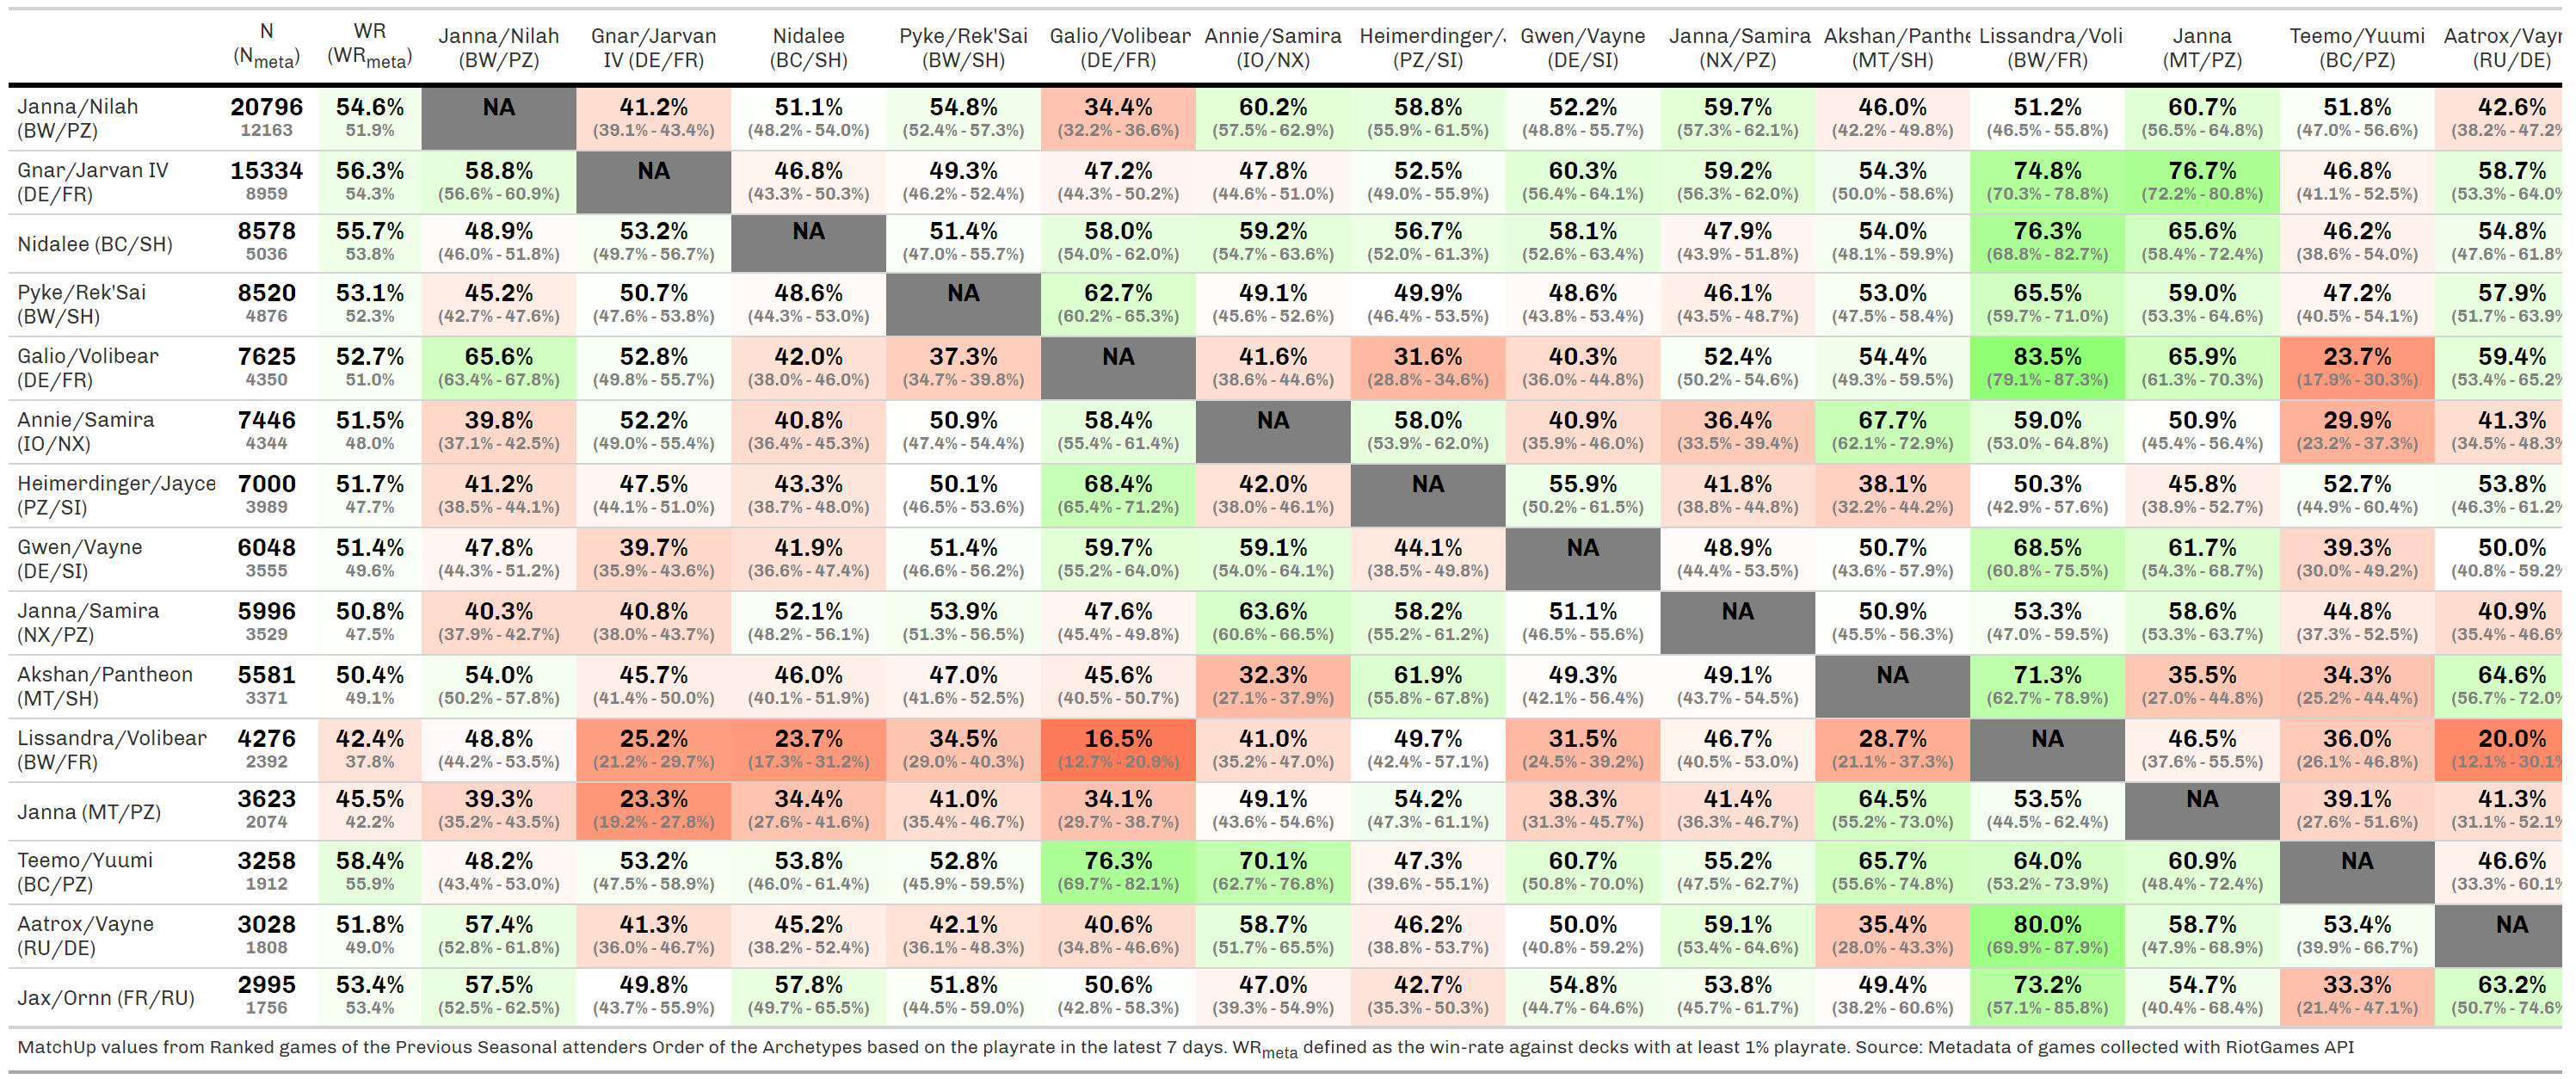 N WR Janna/Nilah Gnar/Jarvan Nidalee Pyke/Rek'Sai Galio/Volibear Annie/Samira Heimerdinger/ Gwen/Vayne Janna/Samira Akshan/Panthe Lissandra/Voli Janna Teemo/Yuumi Aatrox/Vayn
(Nmeta) (WRmeta) (BW/PZ) IV (DE/FR) (BC/SH) (BW/SH) (DE/FR) (IO/NX) (PZ/SI) (DE/SI) (NX/PZ) (MT/SH) (BW/FR) (MT/PZ) (BC/PZ) (RU/DE)
Janna/Nilah 20796 54.6% NA 41.2% 51.1% 54.8% 34.4% 60.2% 58.8% 52.2% 59.7% 46.0% 51.2% 60.7% 51.8% 42.6%
(BW/PZ) 12163 51.9% (39.1% - 43.4%) (48.2% - 54.0%) (52.4% - 57.3%) (32.2% - 36.6%) (57.5% - 62.9%) (55.9% - 61.5%) (48.8% - 55.7%) (57.3% - 62.1%) (42.2% - 49.8%) (46.5% - 55.8%) (56.5% - 64.8%) (47.0% - 56.6%) (38.2% - 47.2%
Gnar/Jarvan IV 15334 56.3% 58.8% NA 46.8% 49.3% 47.2% 47.8% 52.5% 60.3% 59.2% 54.3% 74.8% 76.7% 46.8% 58.7%
(DE/FR) 8959 54.3% (56.6% - 60.9%) (43.3% - 50.3%) (46.2% - 52.4%) (44.3% - 50.2%) (44.6% - 51.0%) (49.0% - 55.9%) (56.4% - 64.1%) (56.3% - 62.0%) (50.0% - 58.6%) (70.3% - 78.8%) (72.2% - 80.8%) (41.1% - 52.5%) (53.3% - 64.0%
Nidalee (BC/SH) 8578 55.7% 48.9% 53.2% NA 51.4% 58.0% 59.2% 56.7% 58.1% 47.9% 54.0% 76.3% 65.6% 46.2% 54.8%
5036 53.8% (46.0% - 51.8%) (49.7% - 56.7%) (47.0% - 55.7%) (54.0% - 62.0%) (54.7% - 63.6%) (52.0% - 61.3%) (52.6% - 63.4%) (43.9% - 51.8%) (48.1% - 59.9%) (68.8% - 82.7%) (58.4% - 72.4%) (38.6% - 54.0%) (47.6% - 61.8%
Pyke/Rek'Sai 8520 53.1% 45.2% 50.7% 48.6% NA 62.7% 49.1% 49.9% 48.6% 46.1% 53.0% 65.5% 59.0% 47.2% 57.9%
(BW/SH) 4876 52.3% (42.7% - 47.6%) (47.6% - 53.8%) (44.3% - 53.0%) (60.2% - 65.3%) (45.6% - 52.6%) (46.4% - 53.5%) (43.8% - 53.4%) (43.5% - 48.7%) (47.5% - 58.4%) (59.7% - 71.0%) (53.3% - 64.6%) (40.5% - 54.1%) (51.7% - 63.9%
Galio/Volibear 7625 52.7% 65.6% 52.8% 42.0% 37.3% NA 41.6% 31.6% 40.3% 52.4% 54.4% 83.5% 65.9% 23.7% 59.4%
(DE/FR) 4350 51.0% (63.4% - 67.8%) (49.8% - 55.7%) (38.0% - 46.0%) (34.7% - 39.8%) (38.6% - 44.6%) (28.8% - 34.6%) (36.0% - 44.8%) (50.2% - 54.6%) (49.3% - 59.5%) (79.1% - 87.3%) (61.3% - 70.3%) (17.9% - 30.3%) (53.4% - 65.2%
Annie/Samira 7446 51.5% 39.8% 52.2% 40.8% 50.9% 58.4% NA 58.0% 40.9% 36.4% 67.7% 59.0% 50.9% 29.9% 41.3%
(IO/NX) 4344 48.0% (37.1% - 42.5%) (49.0% - 55.4%) (36.4% - 45.3%) (47.4% - 54.4%) (55.4% - 61.4%) (53.9% - 62.0%) (35.9% - 46.0%) (33.5% - 39.4%) (62.1% - 72.9%) (53.0% - 64.8%) (45.4% - 56.4%) (23.2% - 37.3%) (34.5% - 48.3%
Heimerdinger/Jayce 7000 51.7% 41.2% 47.5% 43.3% 50.1% 68.4% 42.0% NA 55.9% 41.8% 38.1% 50.3% 45.8% 52.7% 53.8%
(PZ/SI) 3989 47.7% (38.5% - 44.1%) (44.1% - 51.0%) (38.7% - 48.0%) (46.5% - 53.6%) (65.4% - 71.2%) (38.0% - 46.1%) (50.2% - 61.5%) (38.8% - 44.8%) (32.2% - 44.2%) (42.9% - 57.6%) (38.9% - 52.7%) (44.9% - 60.4%) (46.3% - 61.2%
Gwen/Vayne 6048 51.4% 47.8% 39.7% 41.9% 51.4% 59.7% 59.1% 44.1% NA 48.9% 50.7% 68.5% 61.7% 39.3% 50.0%
(DE/SI) 3555 49.6% (44.3% - 51.2%) (35.9% - 43.6%) (36.6% - 47.4%) (46.6% - 56.2%) (55.2% - 64.0%) (54.0% - 64.1%) (38.5% - 49.8%) (44.4% - 53.5%) (43.6% - 57.9%) (60.8% - 75.5%) (54.3% - 68.7%) (30.0% - 49.2%) (40.8% - 59.2%
Janna/Samira 5996 50.8% 40.3% 40.8% 52.1% 53.9% 47.6% 63.6% 58.2% 51.1% NA 50.9% 53.3% 58.6% 44.8% 40.9%
(NX/PZ) 3529 47.5% (37.9% - 42.7%) (38.0% - 43.7%) (48.2% - 56.1%) (51.3% - 56.5%) (45.4% - 49.8%) (60.6% - 66.5%) (55.2% - 61.2%) (46.5% - 55.6%) (45.5% - 56.3%) (47.0% - 59.5%) (53.3% - 63.7%) (37.3% - 52.5%) (35.4% - 46.6%
Akshan/Pantheon 5581 50.4% 54.0% 45.7% 46.0% 47.0% 45.6% 32.3% 61.9% 49.3% 49.1% NA 71.3% 35.5% 34.3% 64.6%
(MT/SH) 3371 49.1% (50.2% - 57.8%) (41.4% - 50.0%) (40.1% - 51.9%) (41.6% - 52.5%) (40.5% - 50.7%) (27.1% - 37.9%) (55.8% - 67.8%) (42.1% - 56.4%) (43.7% - 54.5%) (62.7% - 78.9%) (27.0% - 44.8%) (25.2% - 44.4%) (56.7% - 72.0%
Lissandra/Volibear 4276 42.4% 48.8% 25.2% 23.7% 34.5% 16.5% 41.0% 49.7% 31.5% 46.7% 28.7% NA 46.5% 36.0% 20.0%
(BW/FR) 2392 37.8% (44.2% - 53.5%) (21.2% - 29.7%) (17.3% - 31.2%) (29.0% - 40.3%) (12.7% - 20.9%) (35.2% - 47.0%) (42.4% - 57.1%) (24.5% - 39.2%) (40.5% - 53.0%) (21.1% - 37.3%) (37.6% - 55.5%) (26.1% - 46.8%) (12.1% - 30.1%
Janna (MT/PZ) 3623 45.5% 39.3% 23.3% 34.4% 41.0% 34.1% 49.1% 54.2% 38.3% 41.4% 64.5% 53.5% NA 39.1% 41.3%
2074 42.2% (35.2% - 43.5%) (19.2% - 27.8%) (27.6% - 41.6%) (35.4% - 46.7%) (29.7% - 38.7%) (43.6% - 54.6%) (47.3% - 61.1%) (31.3% - 45.7%) (36.3% - 46.7%) (55.2% - 73.0%) (44.5% - 62.4%) (27.6% - 51.6%) (31.1% - 52.1%
Teemo/Yuumi 3258 58.4% 48.2% 53.2% 53.8% 52.8% 76.3% 70.1% 47.3% 60.7% 55.2% 65.7% 64.0% 60.9% NA 46.6%
(BC/PZ) 1912 55.9% (43.4% - 53.0%) (47.5% - 58.9%) (46.0% - 61.4%) (45.9% - 59.5%) (69.7% - 82.1%) (62.7% - 76.8%) (39.6% - 55.1%) (50.8% - 70.0%) (47.5% - 62.7%) (55.6% - 74.8%) (53.2% - 73.9%) (48.4% - 72.4%) (33.3% - 60.1%
Aatrox/Vayne 3028 51.8% 57.4% 41.3% 45.2% 42.1% 40.6% 58.7% 46.2% 50.0% 59.1% 35.4% 80.0% 58.7% 53.4% NA
(RU/DE) 1808 49.0% (52.8% - 61.8%) (36.0% - 46.7%) (38.2% - 52.4%) (36.1% - 48.3%) (34.8% - 46.6%) (51.7% - 65.5%) (38.8% - 53.7%) (40.8% - 59.2%) (53.4% - 64.6%) (28.0% - 43.3%) (69.9% - 87.9%) (47.9% - 68.9%) (39.9% - 66.7%)
Jax/Ornn (FR/RU) 2995 53.4% 57.5% 49.8% 57.8% 51.8% 50.6% 47.0% 42.7% 54.8% 53.8% 49.4% 73.2% 54.7% 33.3% 63.2%
1756 53.4% (52.5% - 62.5%) (43.7% - 55.9%) (49.7% - 65.5%) (44.5% - 59.0%) (42.8% - 58.3%) (39.3% - 54.9%) (35.3% - 50.3%) (44.7% - 64.6%) (45.7% - 61.7%) (38.2% - 60.6%) (57.1% - 85.8%) (40.4% - 68.4%) (21.4% - 47.1%) (50.7% - 74.6%
MatchUp values from Ranked games of the Previous Seasonal attenders Order of the Archetypes based on the playrate in the latest 7 days. WRmeta defined as the win-rate against decks with at least 1% playrate. Source: Metadata of games collected with RiotGames API